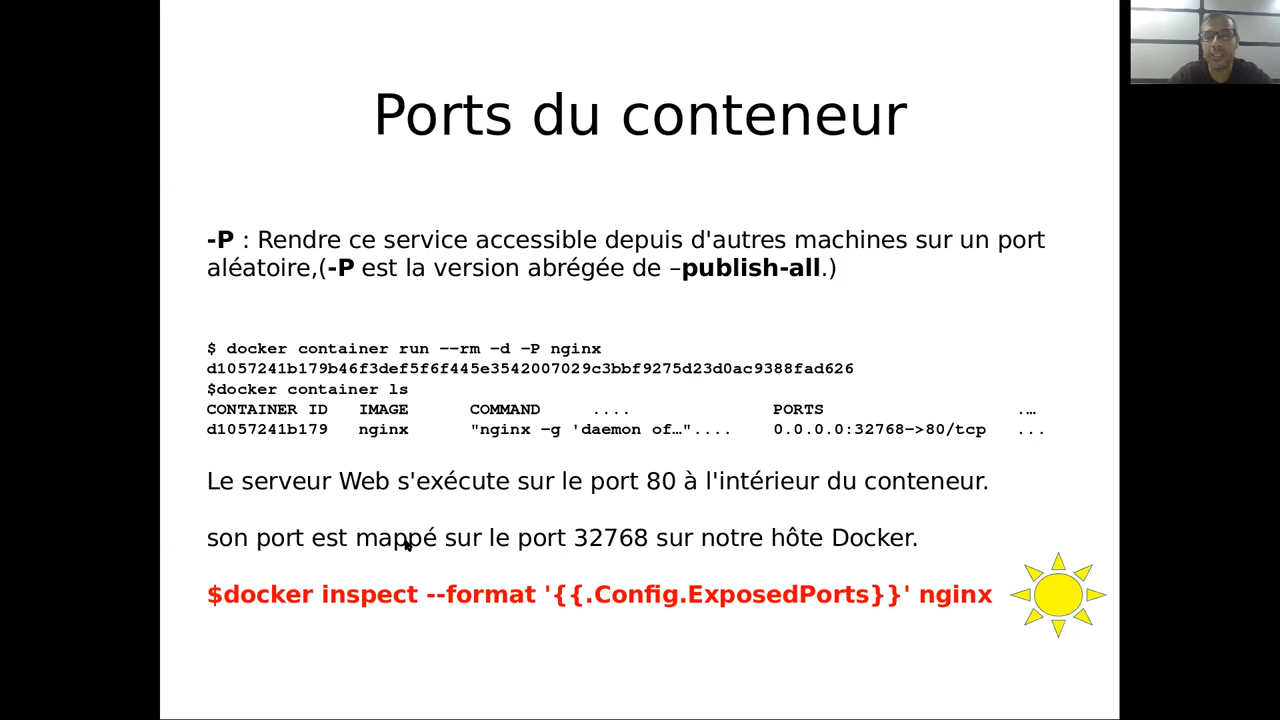 Ports du conteneur
-P : Rendre ce service accessible depuis d'autres machines sur un port
aléatoire,(-P est la version abrégée de –publish-all.)
$ docker container run --rm -d -P nginx
d1057241b179b46f3def5f6f445e3542007029c3bbf9275d23d0ac9388fad626
$docker container ls
CONTAINER ID IMAGE COMMAND .... PORTS .…
d1057241b179 nginx "nginx -g 'daemon of…".... 0.0.0.0:32768->80/tcp ...
Le serveur Web s'exécute sur le port 80 à l'intérieur du conteneur.
son port est mappé sur le port 32768 sur notre hôte Docker.
$docker inspect --format '{{.Config.ExposedPorts}}' nginx